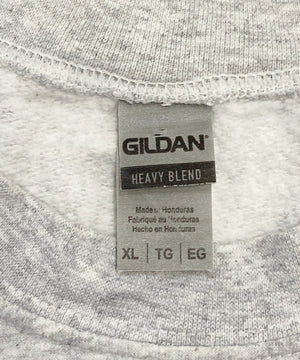 GILDAN
HEAVY BLEND
Made in Honduras
Fabriqué au Honduras
Hecho en Honduras
XL | TG | EG